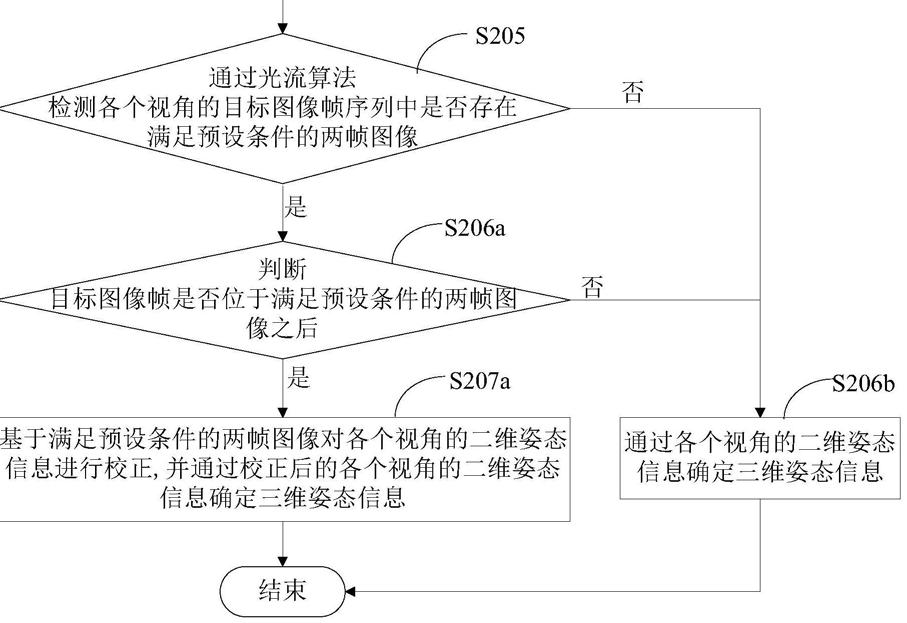 S205
通过光流算法
检测各个视角的目标图像帧序列中是否存在
满足预设条件的两帧图像
否
是
S206a
判断
目标图像帧是否位于满足预设条件的两帧图
像之后
否
是
S207a
基于满足预设条件的两帧图像对各个视角的二维姿态
信息进行校正,并通过校正后的各个视角的二维姿态
信息确定三维姿态信息
S206b
通过各个视角的二维姿态
信息确定三维姿态信息
结束